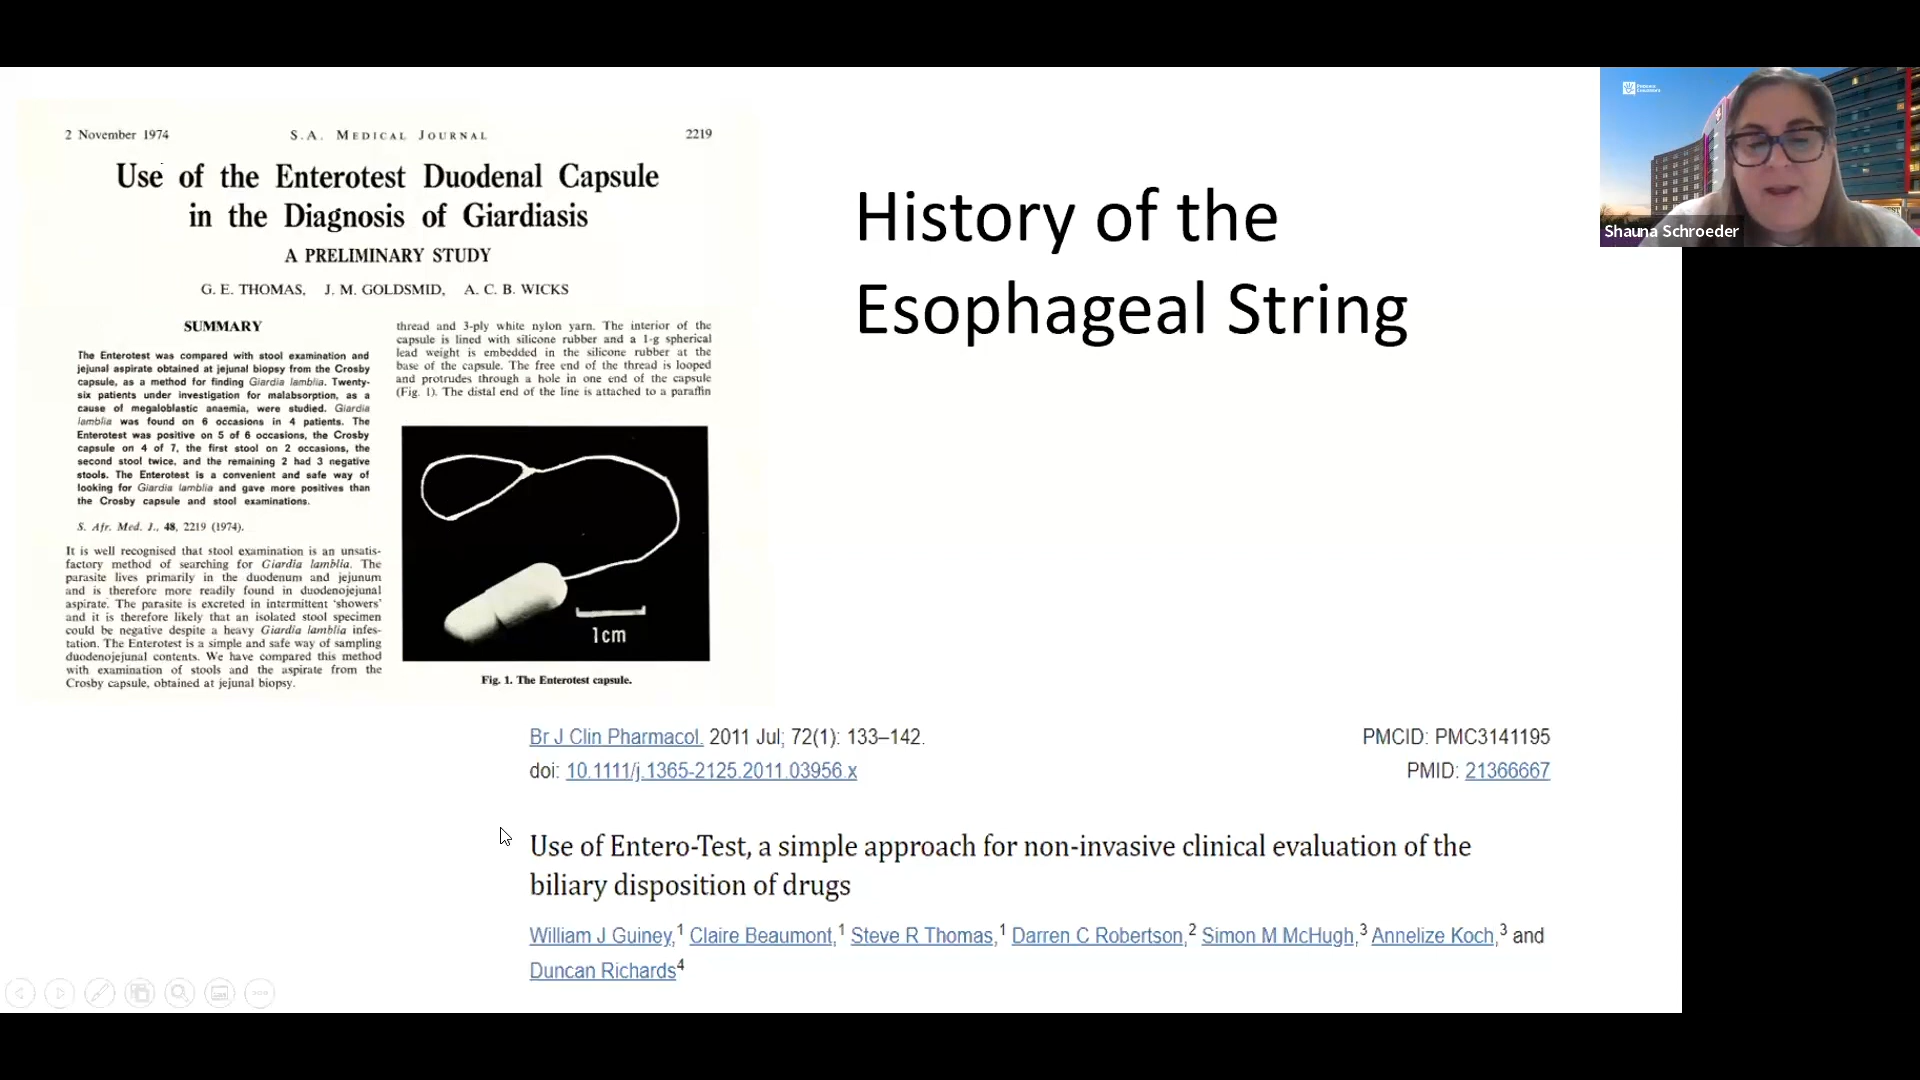 2 November 1974
S.A. MEDICAL JOURNAL
2219
Use of the Enterotest Duodenal Capsule
in the Diagnosis of Giardiasis
A PRELIMINARY STUDY
G. E. THOMAS, J. M. GOLDSMID, A. C. B. WICKS
SUMMARY
The Enterotest was compared with stool examination and
jejunal aspirate obtained at jejunal biopsy from the Crosby
capsule, as a method for finding Giardia lamblia. Twenty-
six patients under investigation for malabsorption, as a
cause of megaloblastic anaemia, were studied. Giardia
lamblia was found on 6 occasions in 4 patients. The
Enterotest was positive on 5 of 6 occasions, the Crosby
capsule on 4 of 7, the first stool on 2 occasions, the
second stool twice, and the remaining 2 had 3 negative
stools. The Enterotest is a convenient and safe way of
looking for Giardia lamblia and gave more positives than
the Crosby capsule and stool examinations.
S. Afr. Med. J., 48, 2219 (1974).
It is well recognised that stool examination is an unsatis-
factory method of searching for Giardia lamblia. The
parasite lives primarily in the duodenum and jejunum
and is therefore more readily found in duodenojejunal
aspirate. The parasite is excreted in intermittent 'showers'
and it is therefore likely that an isolated stool specimen
could be negative despite a heavy Giardia lamblia infes-
tation. The Enterotest is a simple and safe way of sampling
duodenojejunal contents. We have compared this method
with examination of stools and the aspirate from the
Crosby capsule, obtained at jejunal biopsy.
thread and 3-ply white nylon yarn. The interior of the
capsule is lined with silicone rubber and a 1-g spherical
lead weight is embedded in the silicone rubber at the
base of the capsule. The free end of the thread is looped
and protrudes through a hole in one end of the capsule
(Fig. 1). The distal end of the line is attached to a paraffin
1cm
Fig. 1. The Enterotest capsule.
History of the
Esophageal String
Shauna Schroeder
Br J Clin Pharmacol. 2011 Jul; 72(1): 133–142.
doi: 10.1111/j.1365-2125.2011.03956.x
PMCID: PMC3141195
PMID: 21366667
Use of Entero-Test, a simple approach for non-invasive clinical evaluation of the
biliary disposition of drugs
William J Guiney,1 Claire Beaumont,1 Steve R Thomas,1 Darren C Robertson,2 Simon M McHugh,3 Annelize Koch,3 and
Duncan Richards4